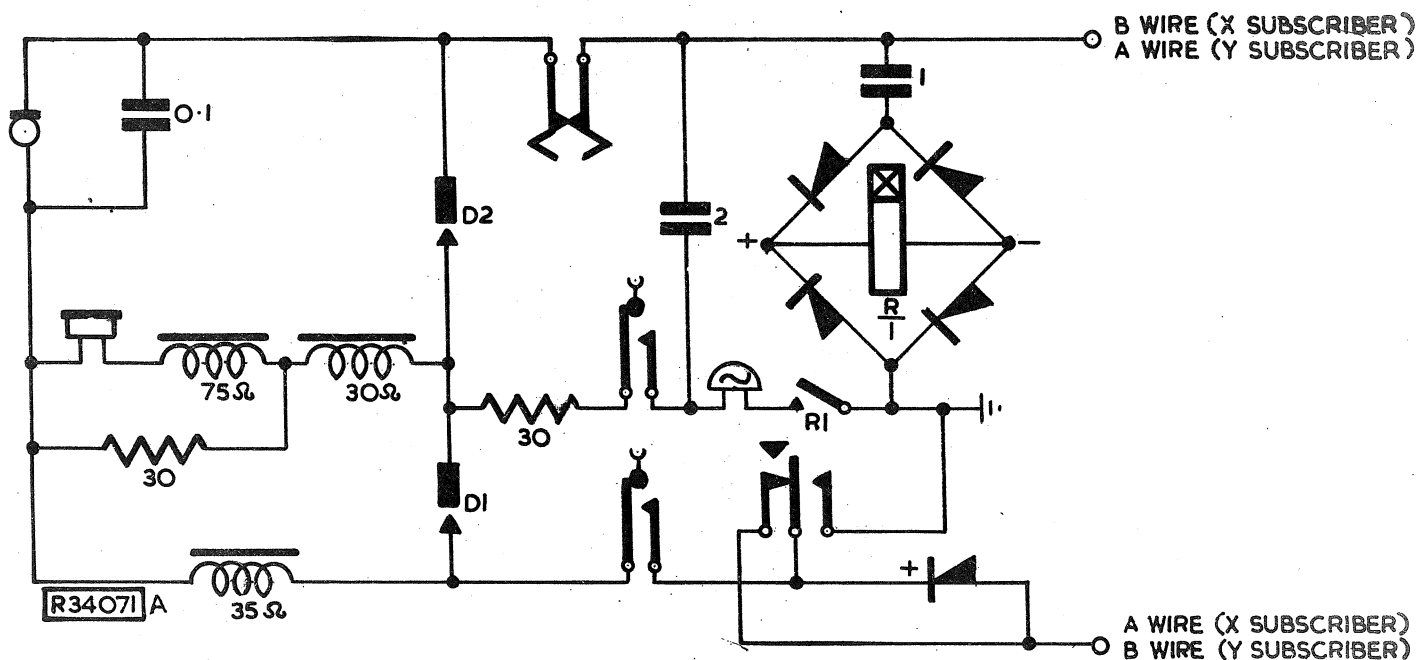 B WIRE (X SUBSCRIBER)
A WIRE (Y SUBSCRIBER)
1
0·1
D2
2
+
−
R
1
75Ω
30Ω
R1
30
30
D1
+
R34071 A
35Ω
A WIRE (X SUBSCRIBER)
B WIRE (Y SUBSCRIBER)